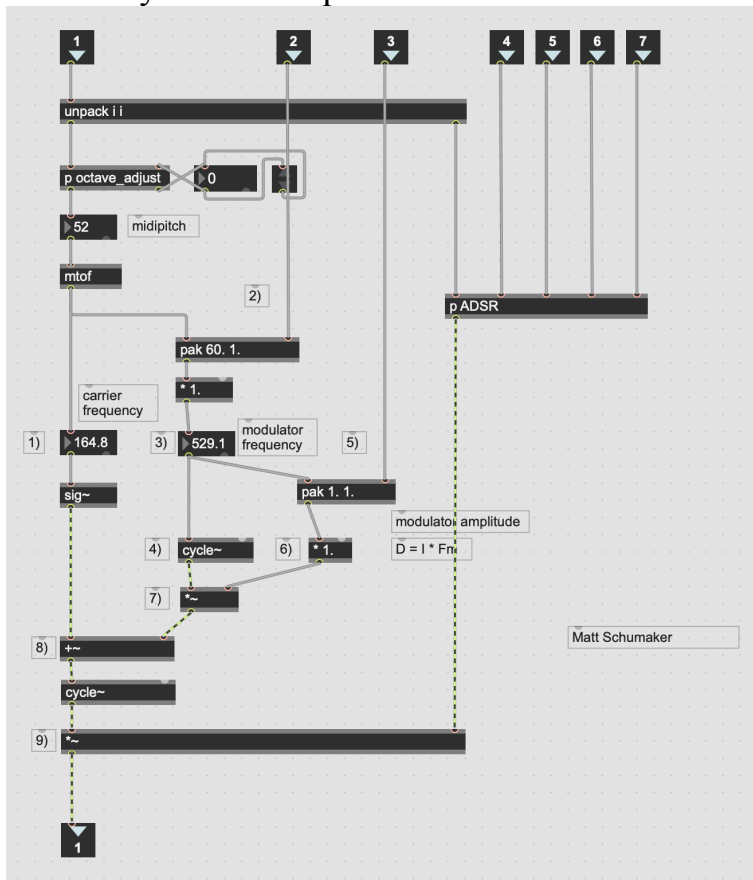 1
2
3
4
5
6
7
unpack i i
p octave_adjust
0
52
midipitch
mtof
2)
p ADSR
pak 60. 1.
* 1.
carrier
frequency
1)
164.8
3)
529.1
modulator
frequency
5)
sig~
pak 1. 1.
modulator amplitude
4)
cycle~
6)
* 1.
D = I * Fm
7)
*~
Matt Schumaker
8)
+~
cycle~
9)
*~
1